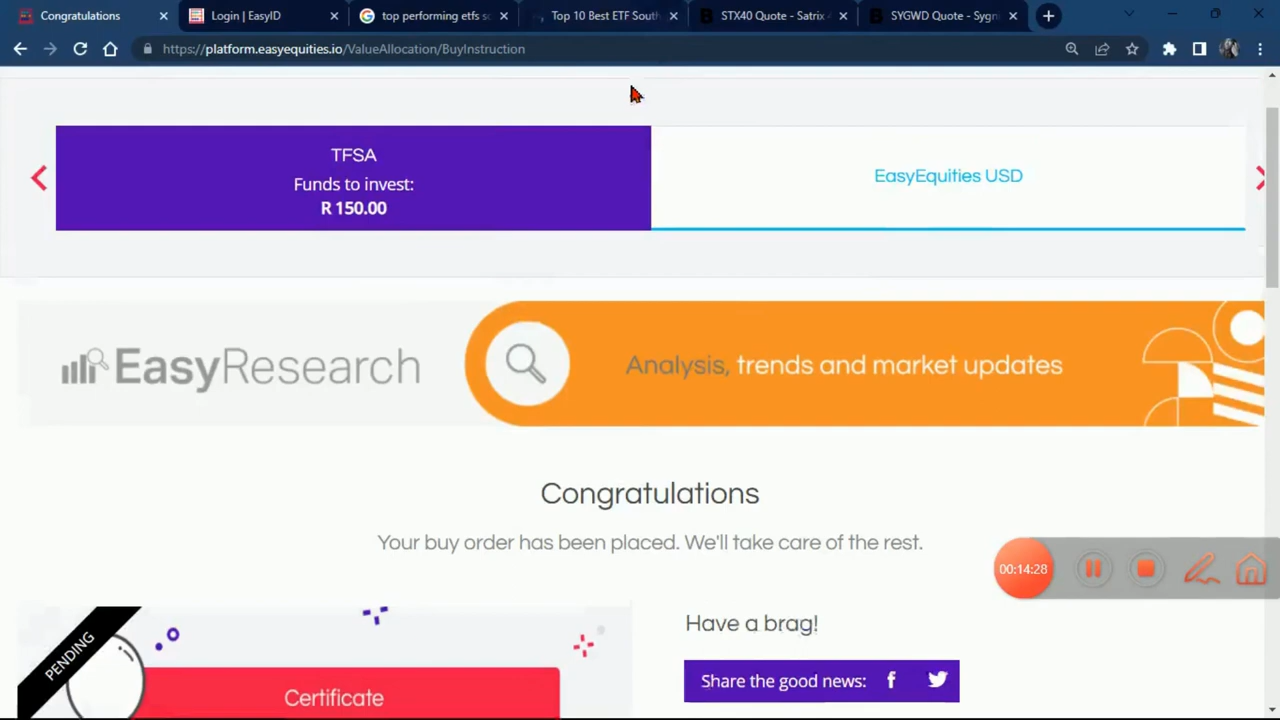 Congratulations
Login | EasyID
top performing etfs so
Top 10 Best ETF South
STX40 Quote - Satrix 4
SYGWD Quote - Sygn
https://platform.easyequities.io/ValueAllocation/BuyInstruction
TFSA
Funds to invest:
R 150.00
EasyEquities USD
EasyResearch
Analysis, trends and market updates
Congratulations
Your buy order has been placed. We'll take care of the rest.
00:14:28
Have a brag!
PENDING
Share the good news:
Certificate